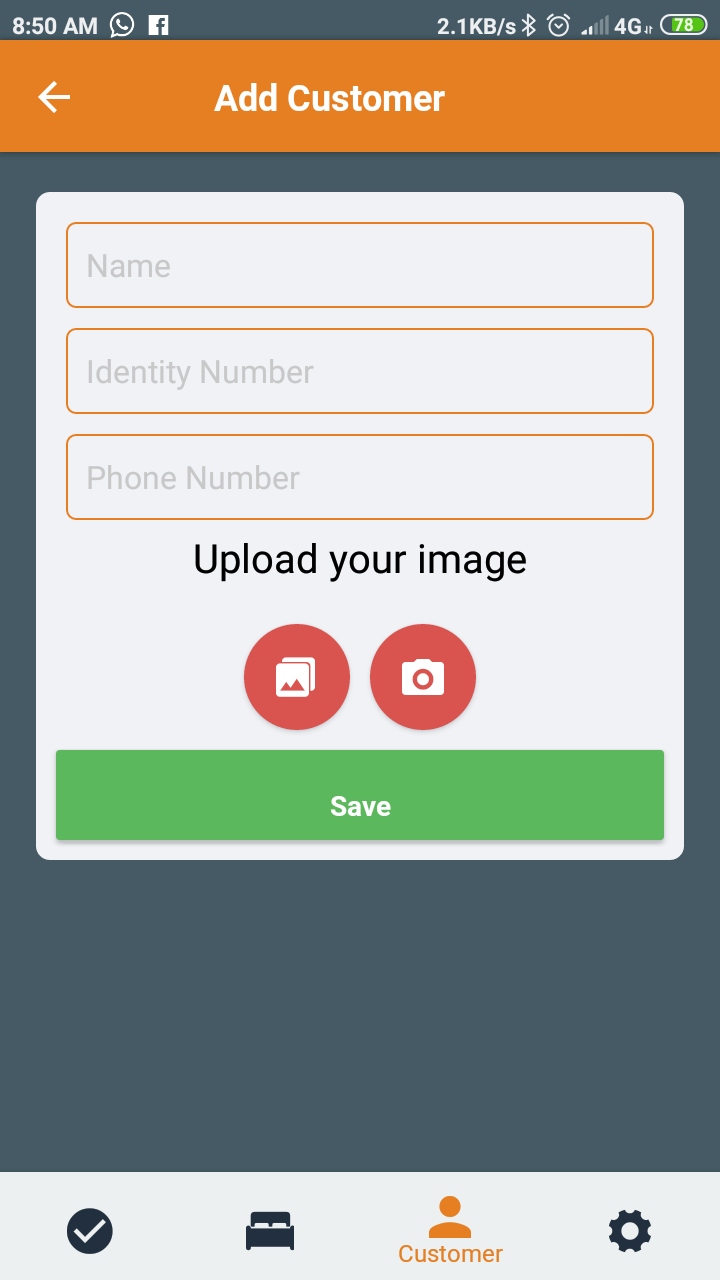 8:50 AM 2.1KB/s 4G 78
Add Customer
Name
Identity Number
Phone Number
Upload your image
Save
Customer